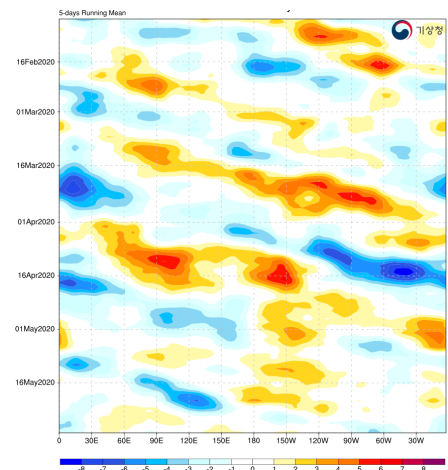 5-days Running Mean
기상청
16Feb2020
01Mar2020
16Mar2020
01Apr2020
16Apr2020
01May2020
16May2020
0 30E 60E 90E 120E 150E 180 150W 120W 90W 60W 30W
-8 -7 -6 -5 -4 -3 -2 -1 0 1 2 3 4 5 6 7 8